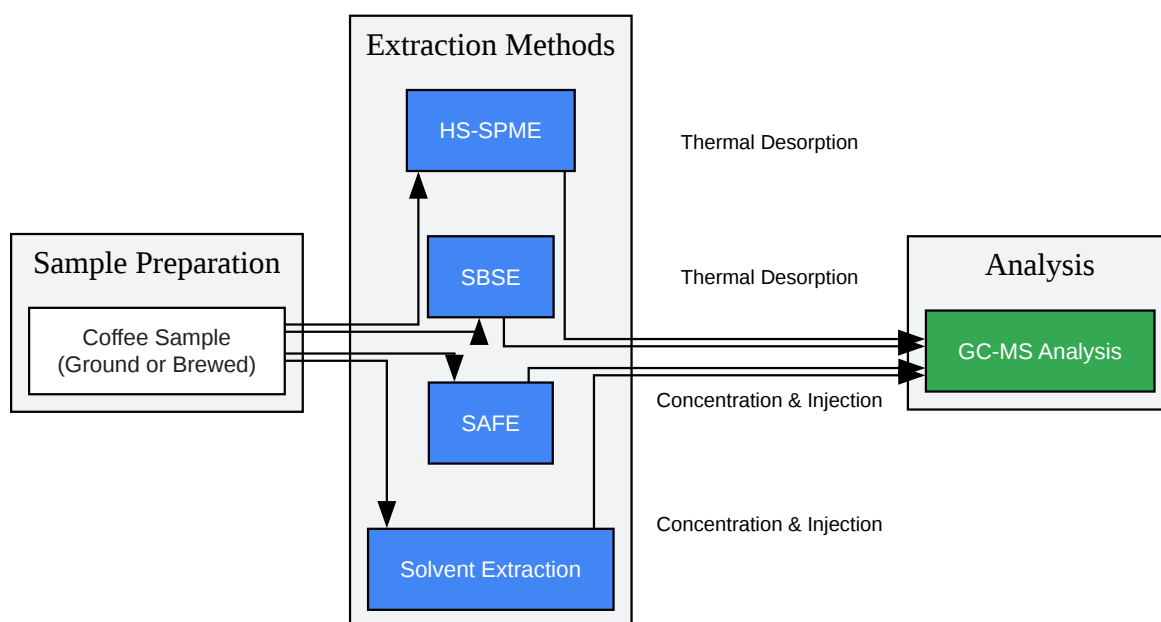 Extraction Methods
HS-SPME
Thermal Desorption
Sample Preparation
Coffee Sample
(Ground or Brewed)
SBSE
Thermal Desorption
SAFE
Concentration & Injection
Solvent Extraction
Concentration & Injection
Analysis
GC-MS Analysis